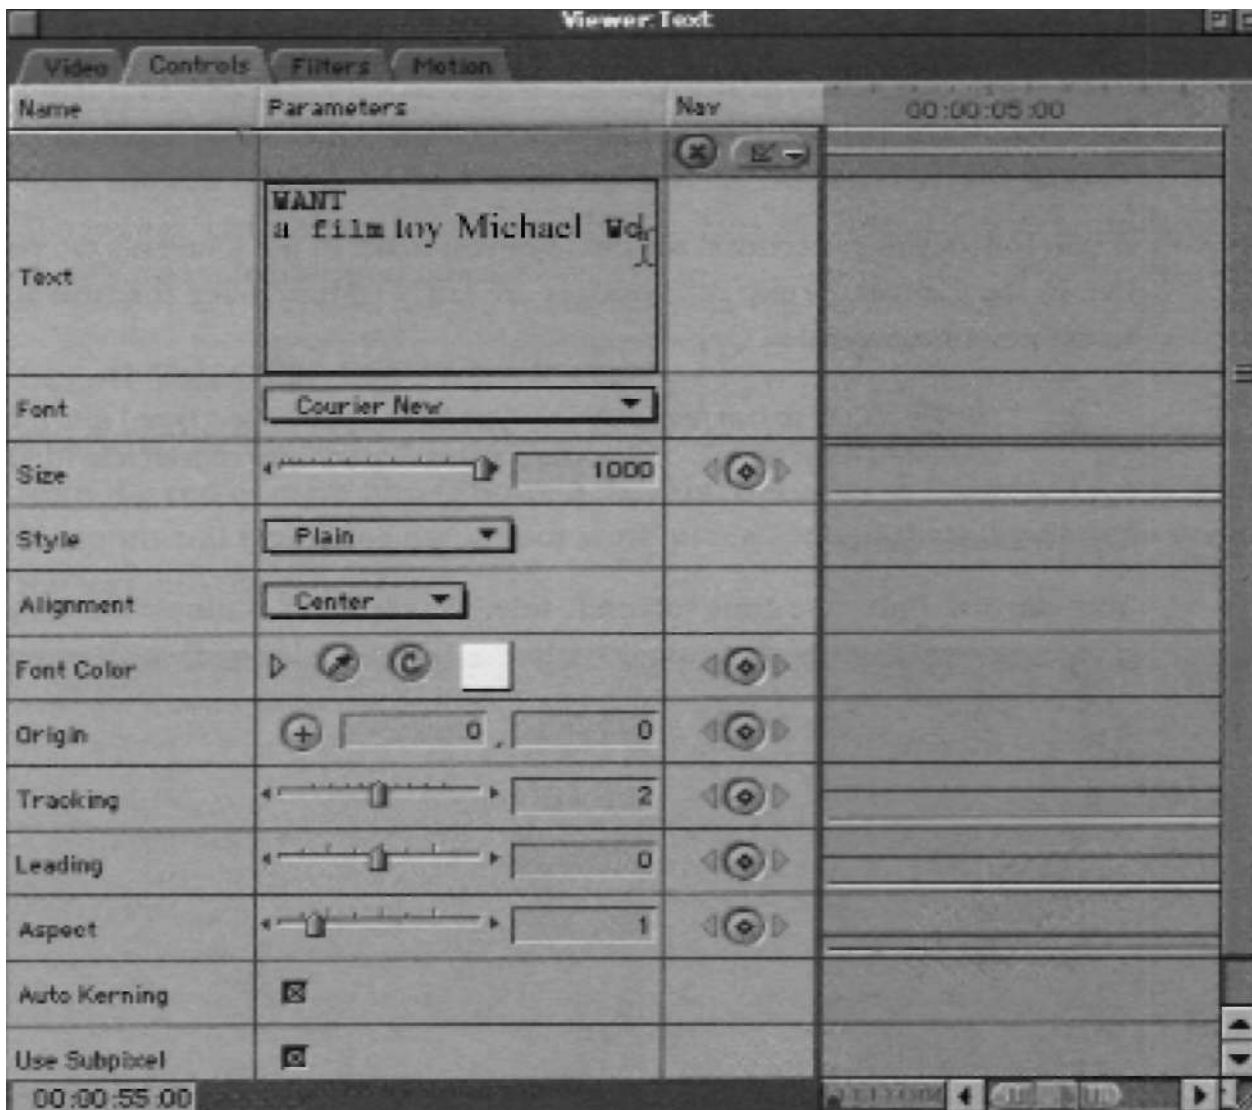 Viewer: Text
Video Controls Filters Motion
Name Parameters Nav 00:00:05:00
Text
WANT
a film toy Michael
Font Courier New
Size 1000
Style Plain
Alignment Center
Font Color
Origin 0 , 0
Tracking 2
Leading 0
Aspect 1
Auto Kerning
Use Subpixel
00:00:55:00